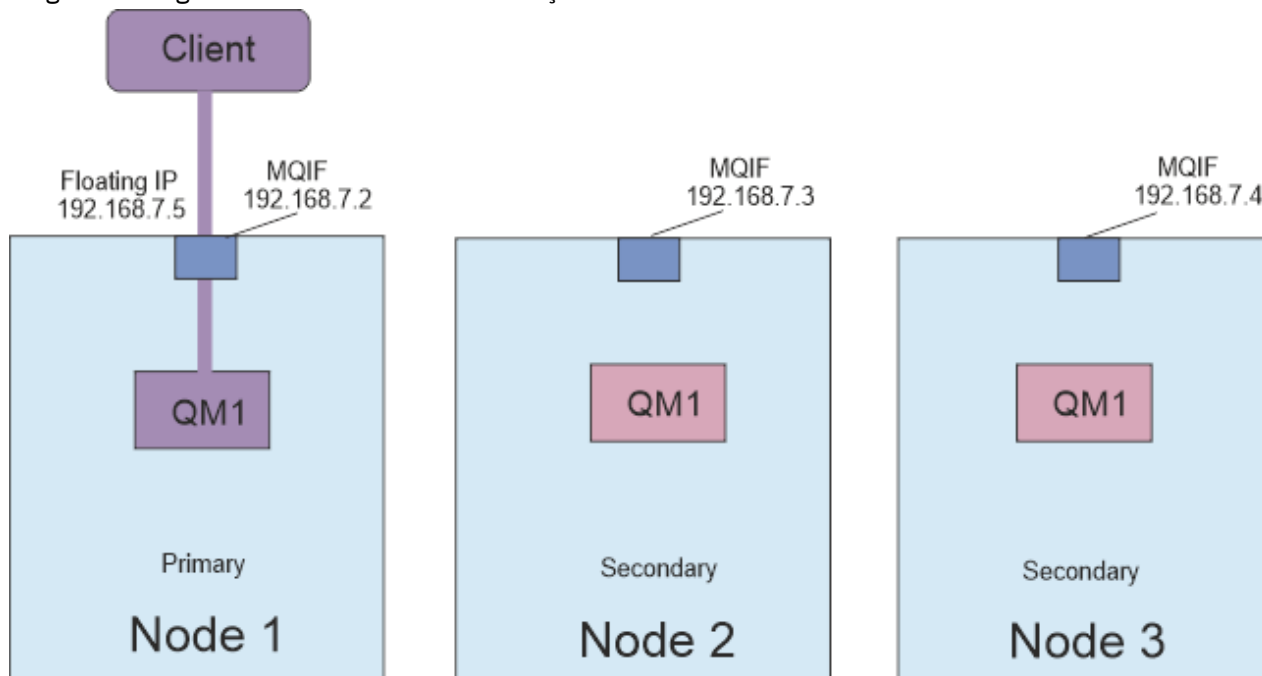 Client
Floating IP
192.168.7.5
MQIF
192.168.7.2
MQIF
192.168.7.3
MQIF
192.168.7.4
QM1
QM1
QM1
Primary
Secondary
Secondary
Node 1
Node 2
Node 3